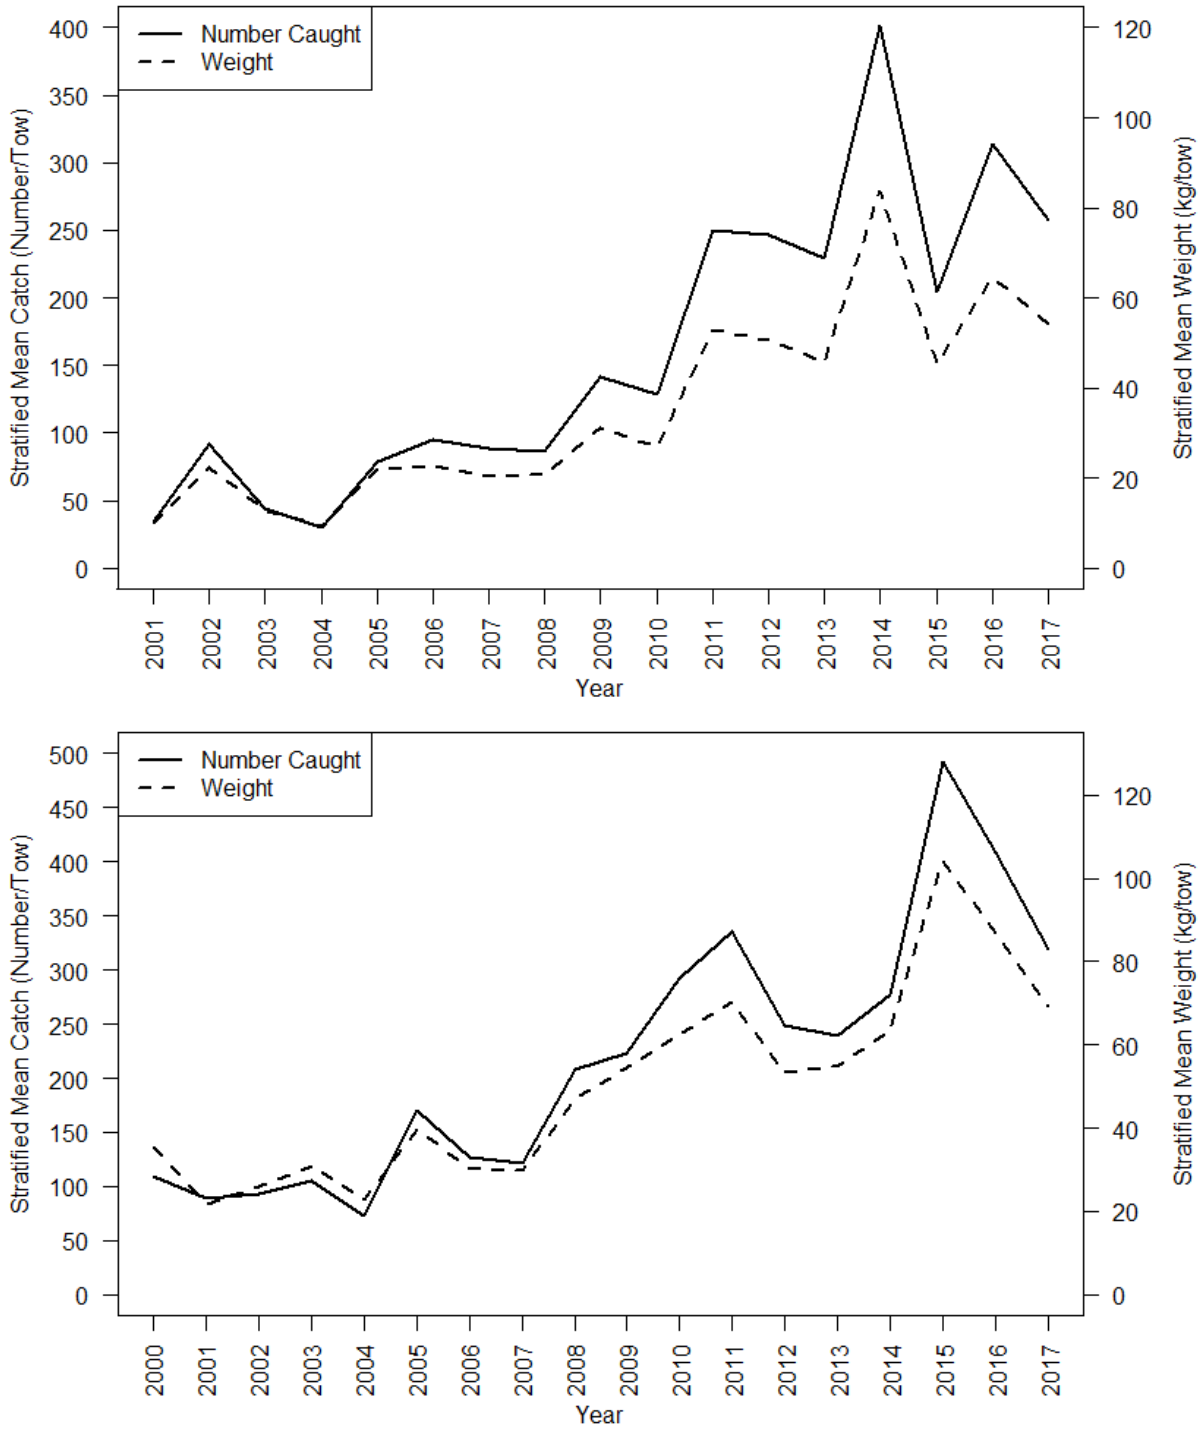 Number Caught
Weight
Stratified Mean Catch (Number/Tow)
400
350
300
250
200
150
100
50
0
120
100
80
60
40
20
0
Stratified Mean Weight (kg/tow)
2001 2002 2003 2004 2005 2006 2007 2008 2009 2010 2011 2012 2013 2014 2015 2016 2017
Year
Number Caught
Weight
Stratified Mean Catch (Number/Tow)
500
450
400
350
300
250
200
150
100
50
0
120
100
80
60
40
20
0
Stratified Mean Weight (kg/tow)
2000 2001 2002 2003 2004 2005 2006 2007 2008 2009 2010 2011 2012 2013 2014 2015 2016 2017
Year